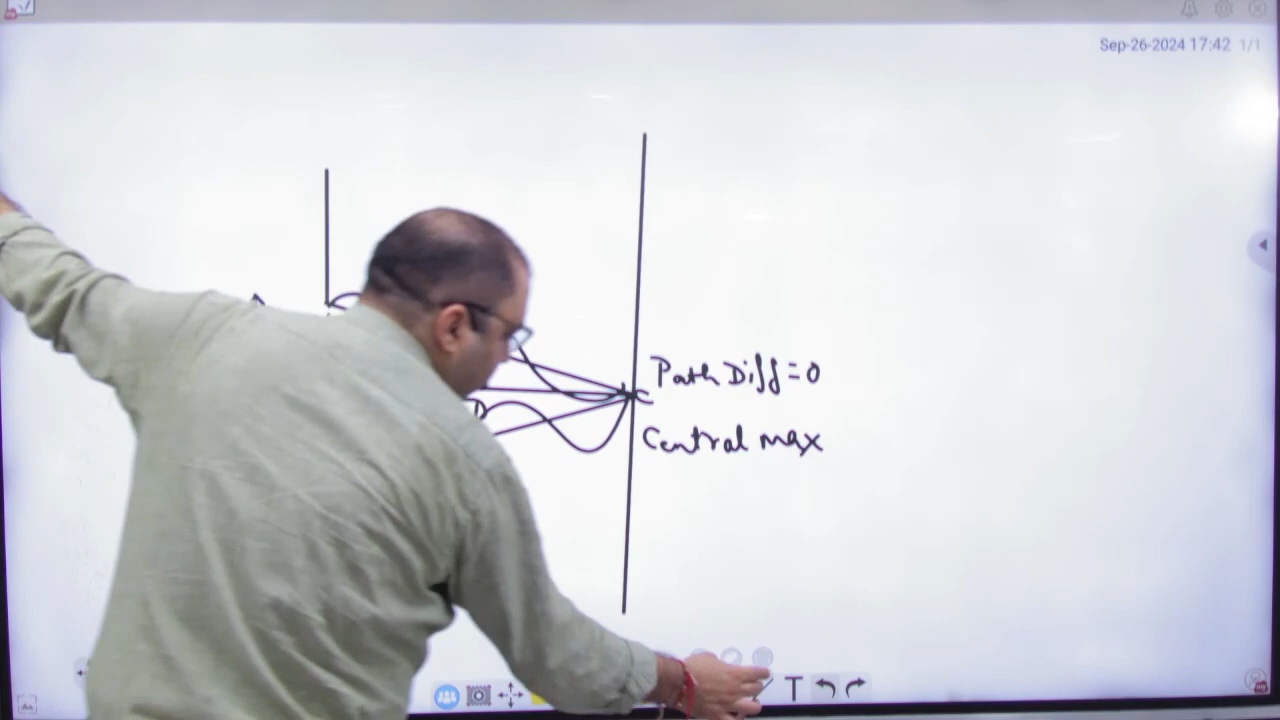 Sep-26-2024 17:42 1/1
Path Diff = 0
C
Central max
D
T